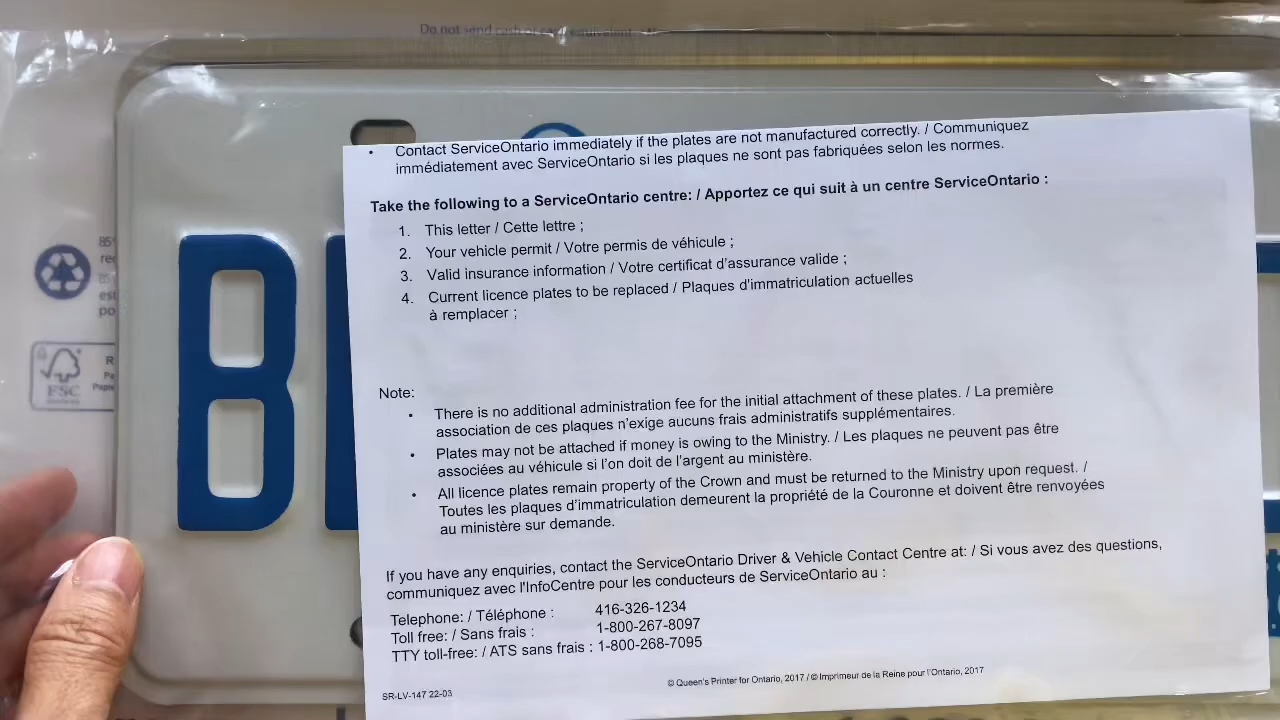 Do not send cash or
• Contact ServiceOntario immediately if the plates are not manufactured correctly. / Communiquez
immédiatement avec ServiceOntario si les plaques ne sont pas fabriquées selon les normes.
Take the following to a ServiceOntario centre: / Apportez ce qui suit à un centre ServiceOntario :
1. This letter / Cette lettre ;
2. Your vehicle permit / Votre permis de véhicule ;
3. Valid insurance information / Votre certificat d'assurance valide ;
4. Current licence plates to be replaced / Plaques d'immatriculation actuelles
à remplacer ;
Note:
• There is no additional administration fee for the initial attachment of these plates. / La première
association de ces plaques n'exige aucuns frais administratifs supplémentaires.
• Plates may not be attached if money is owing to the Ministry. / Les plaques ne peuvent pas être
associées au véhicule si l'on doit de l'argent au ministère.
• All licence plates remain property of the Crown and must be returned to the Ministry upon request. /
Toutes les plaques d'immatriculation demeurent la propriété de la Couronne et doivent être renvoyées
au ministère sur demande.
If you have any enquiries, contact the ServiceOntario Driver & Vehicle Contact Centre at: / Si vous avez des questions,
communiquez avec l'InfoCentre pour les conducteurs de ServiceOntario au :
Telephone: / Téléphone : 416-326-1234
Toll free: / Sans frais : 1-800-267-8097
TTY toll-free: / ATS sans frais : 1-800-268-7095
© Queen's Printer for Ontario, 2017 / © Imprimeur de la Reine pour l'Ontario, 2017
SR-LV-147 22-03
B
85%
FSC